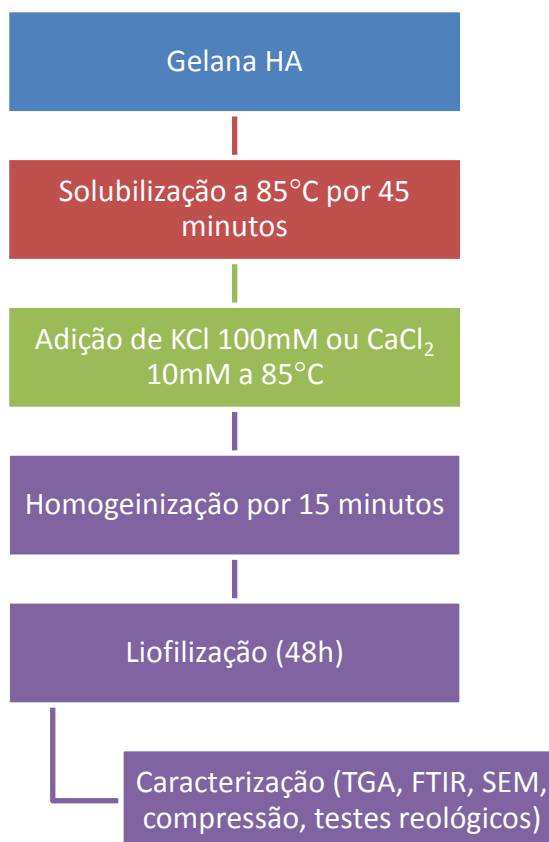 Gelana HA
Solubilização a 85°C por 45
minutos
Adição de KCl 100mM ou CaCl₂
10mM a 85°C
Homogeinização por 15 minutos
Liofilização (48h)
Caracterização (TGA, FTIR, SEM,
compressão, testes reológicos)